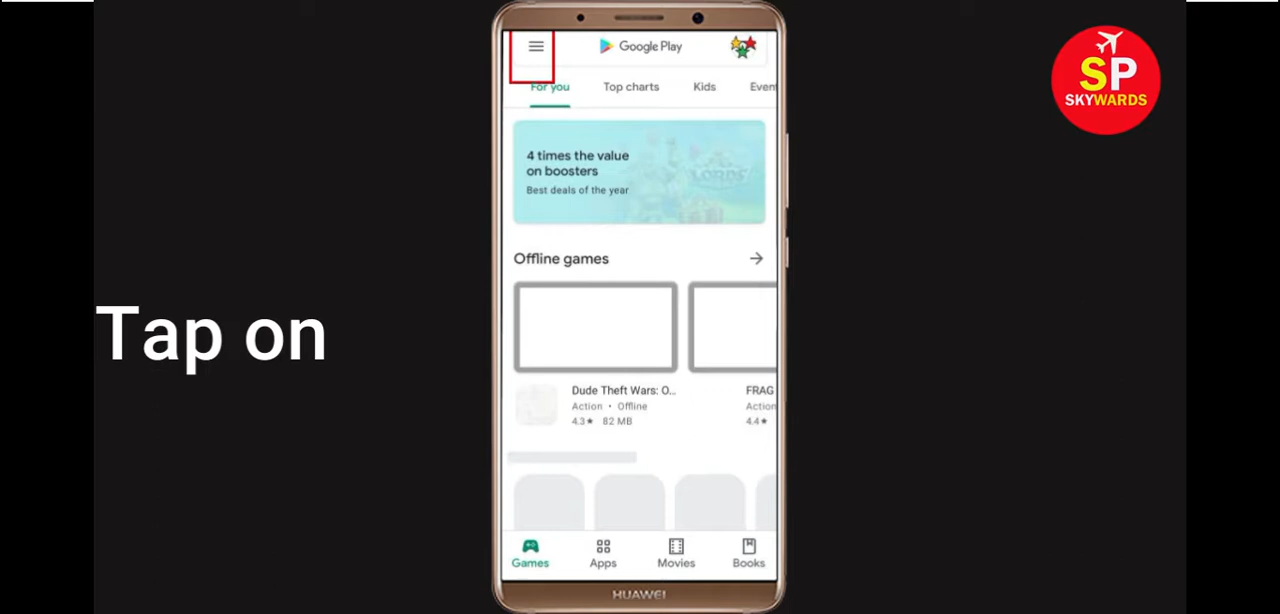 Google Play
For you Top charts Kids Even
4 times the value
on boosters
Best deals of the year
LORDS
Offline games
Dude Theft Wars: O...
Action • Offline
4.3★ 82 MB
FRAG
Action
4.4★
Games Apps Movies Books
HUAWEI
Tap on
SP
SKYWARDS